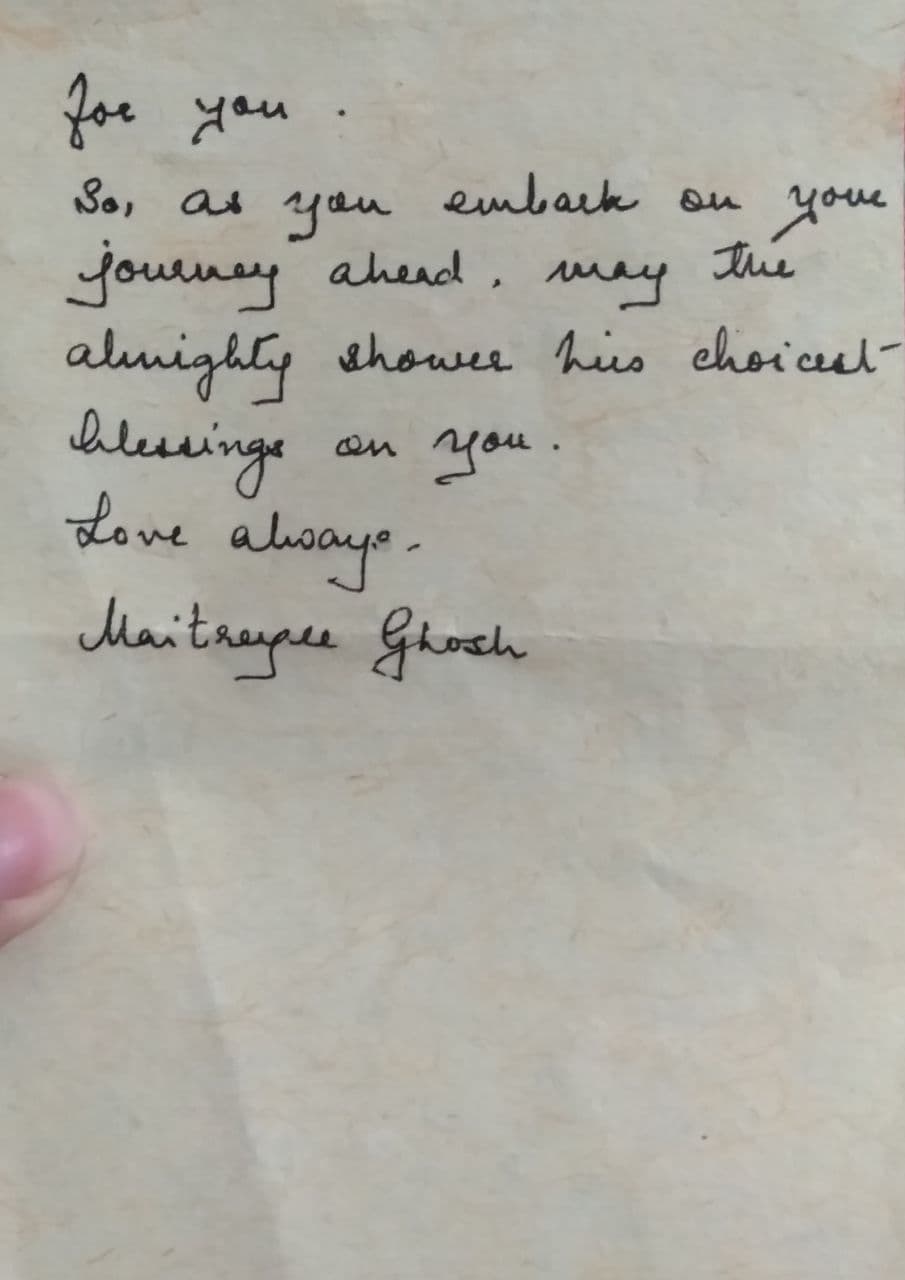 for you.
So, as you embark on your
journey ahead, may the
almighty shower his choicest
blessings on you.
Love always.
Maitreyee Ghosh